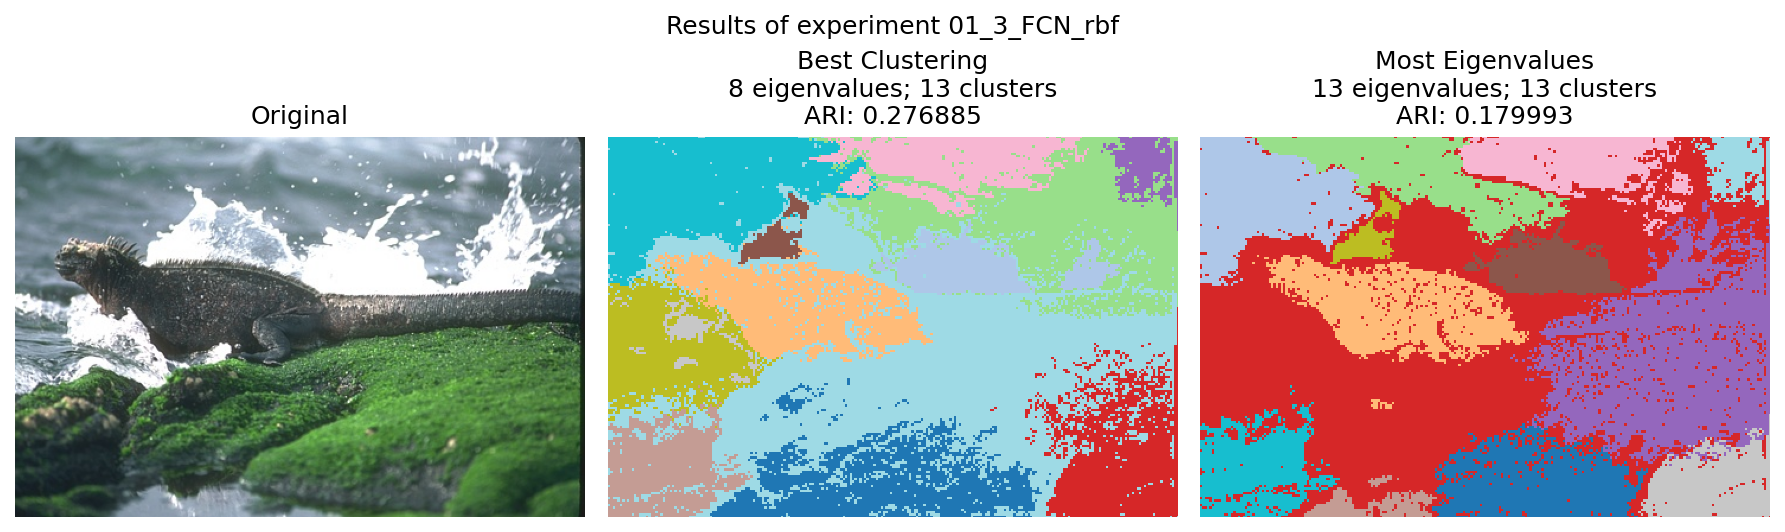 Results of experiment 01_3_FCN_rbf
Original
Best Clustering
8 eigenvalues; 13 clusters
ARI: 0.276885
Most Eigenvalues
13 eigenvalues; 13 clusters
ARI: 0.179993